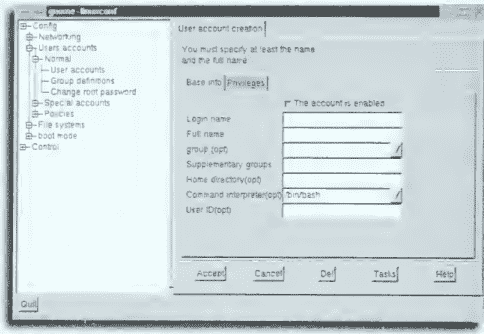 gnome-linuxconf
Config
Networking
Users accounts
Normal
User accounts
Group definitions
Change root password
Special accounts
Policies
File systems
boot mode
Control
Quit
User account creation
You must specify at least the name
and the full name
Base info
Privileges
The account is enabled
Login name
Full name
group (opt)
Supplementary groups
Home directory(opt)
Command interpreter(opt) /bin/bash
User ID(opt)
Accept
Cancel
Del
Tasks
Help